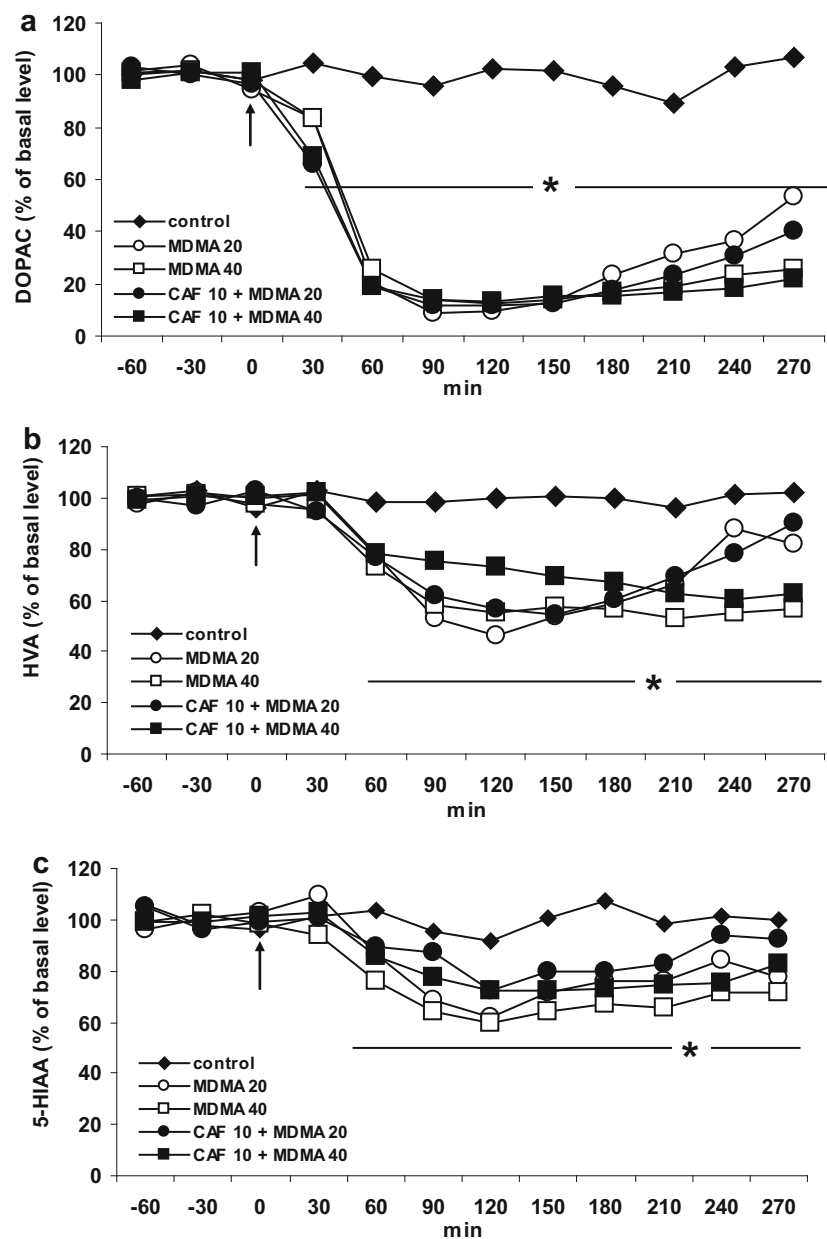 a
120
100
80
60
40
20
0
DOPAC (% of basal level)
*
control
MDMA 20
MDMA 40
CAF 10 + MDMA 20
CAF 10 + MDMA 40
-60 -30 0 30 60 90 120 150 180 210 240 270
min
b
120
100
80
60
40
20
0
HVA (% of basal level)
control
MDMA 20
MDMA 40
CAF 10 + MDMA 20
CAF 10 + MDMA 40
*
-60 -30 0 30 60 90 120 150 180 210 240 270
min
c
120
100
80
60
40
20
0
5-HIAA (% of basal level)
*
control
MDMA 20
MDMA 40
CAF 10 + MDMA 20
CAF 10 + MDMA 40
-60 -30 0 30 60 90 120 150 180 210 240 270
min